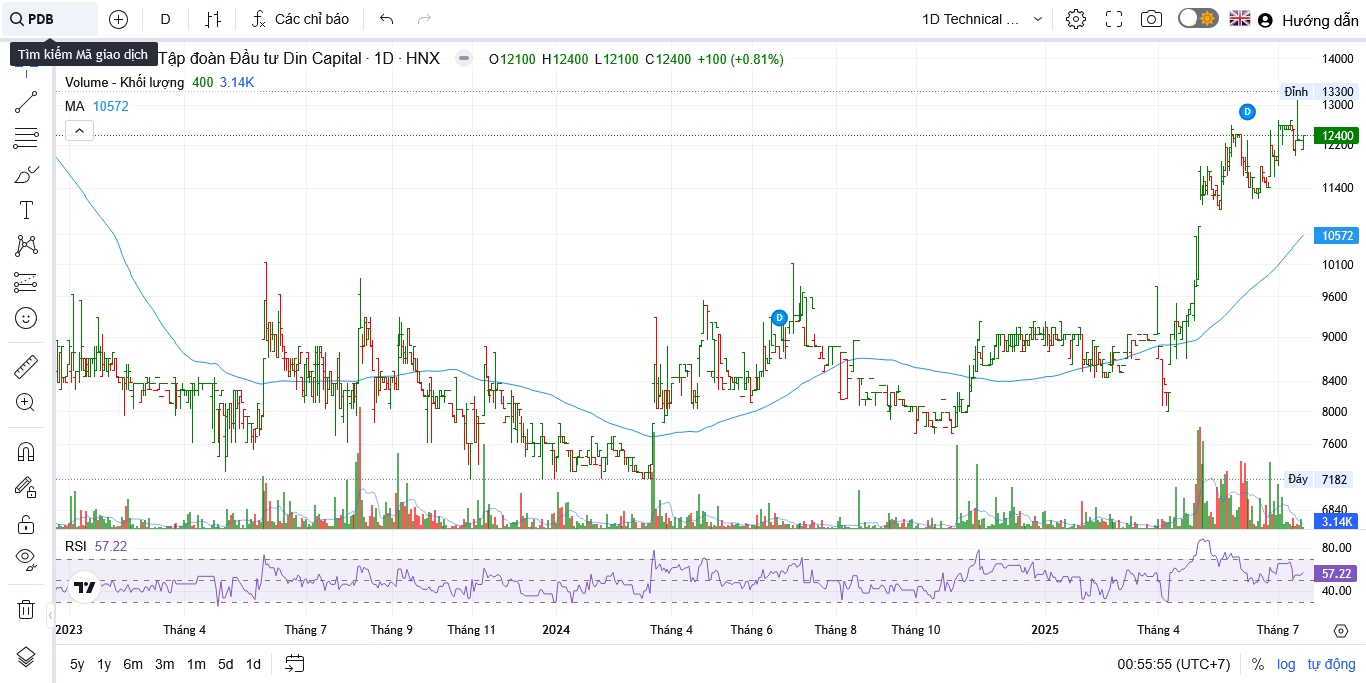 PDB
D
Các chỉ báo
1D Technical ...
Hướng dẫn
Tìm kiếm Mã giao dịch
Tập đoàn Đầu tư Din Capital · 1D · HNX
O12100 H12400 L12100 C12400 +100 (+0.81%)
Volume - Khối lượng 400 3.14K
MA 10572
14000
Đỉnh 13300
13000
D
12400
12200
11400
10572
10100
9600
D
9000
8400
8000
7600
Đáy 7182
6840
3.14K
RSI 57.22
80.00
57.22
40.00
2023 Tháng 4 Tháng 7 Tháng 9 Tháng 11 2024 Tháng 4 Tháng 6 Tháng 8 Tháng 10 2025 Tháng 4 Tháng 7
5y 1y 6m 3m 1m 5d 1d
00:55:55 (UTC+7) % log tự động